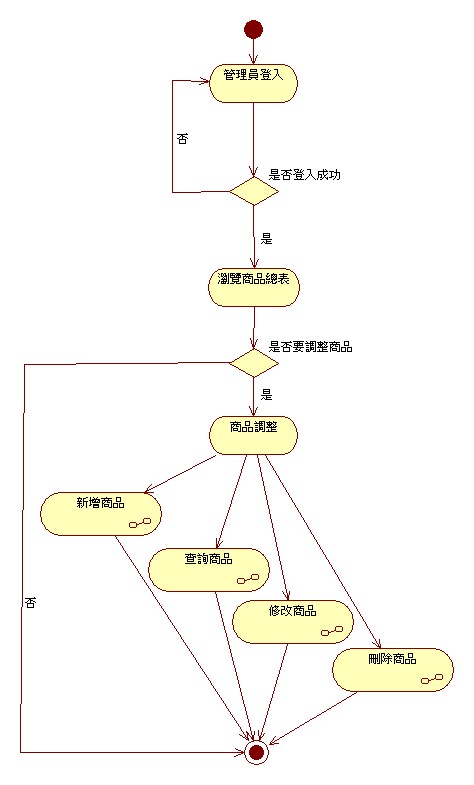 管理員登入
否
是否登入成功
是
瀏覽商品總表
是否要調整商品
是
商品調整
新增商品
查詢商品
否
修改商品
刪除商品